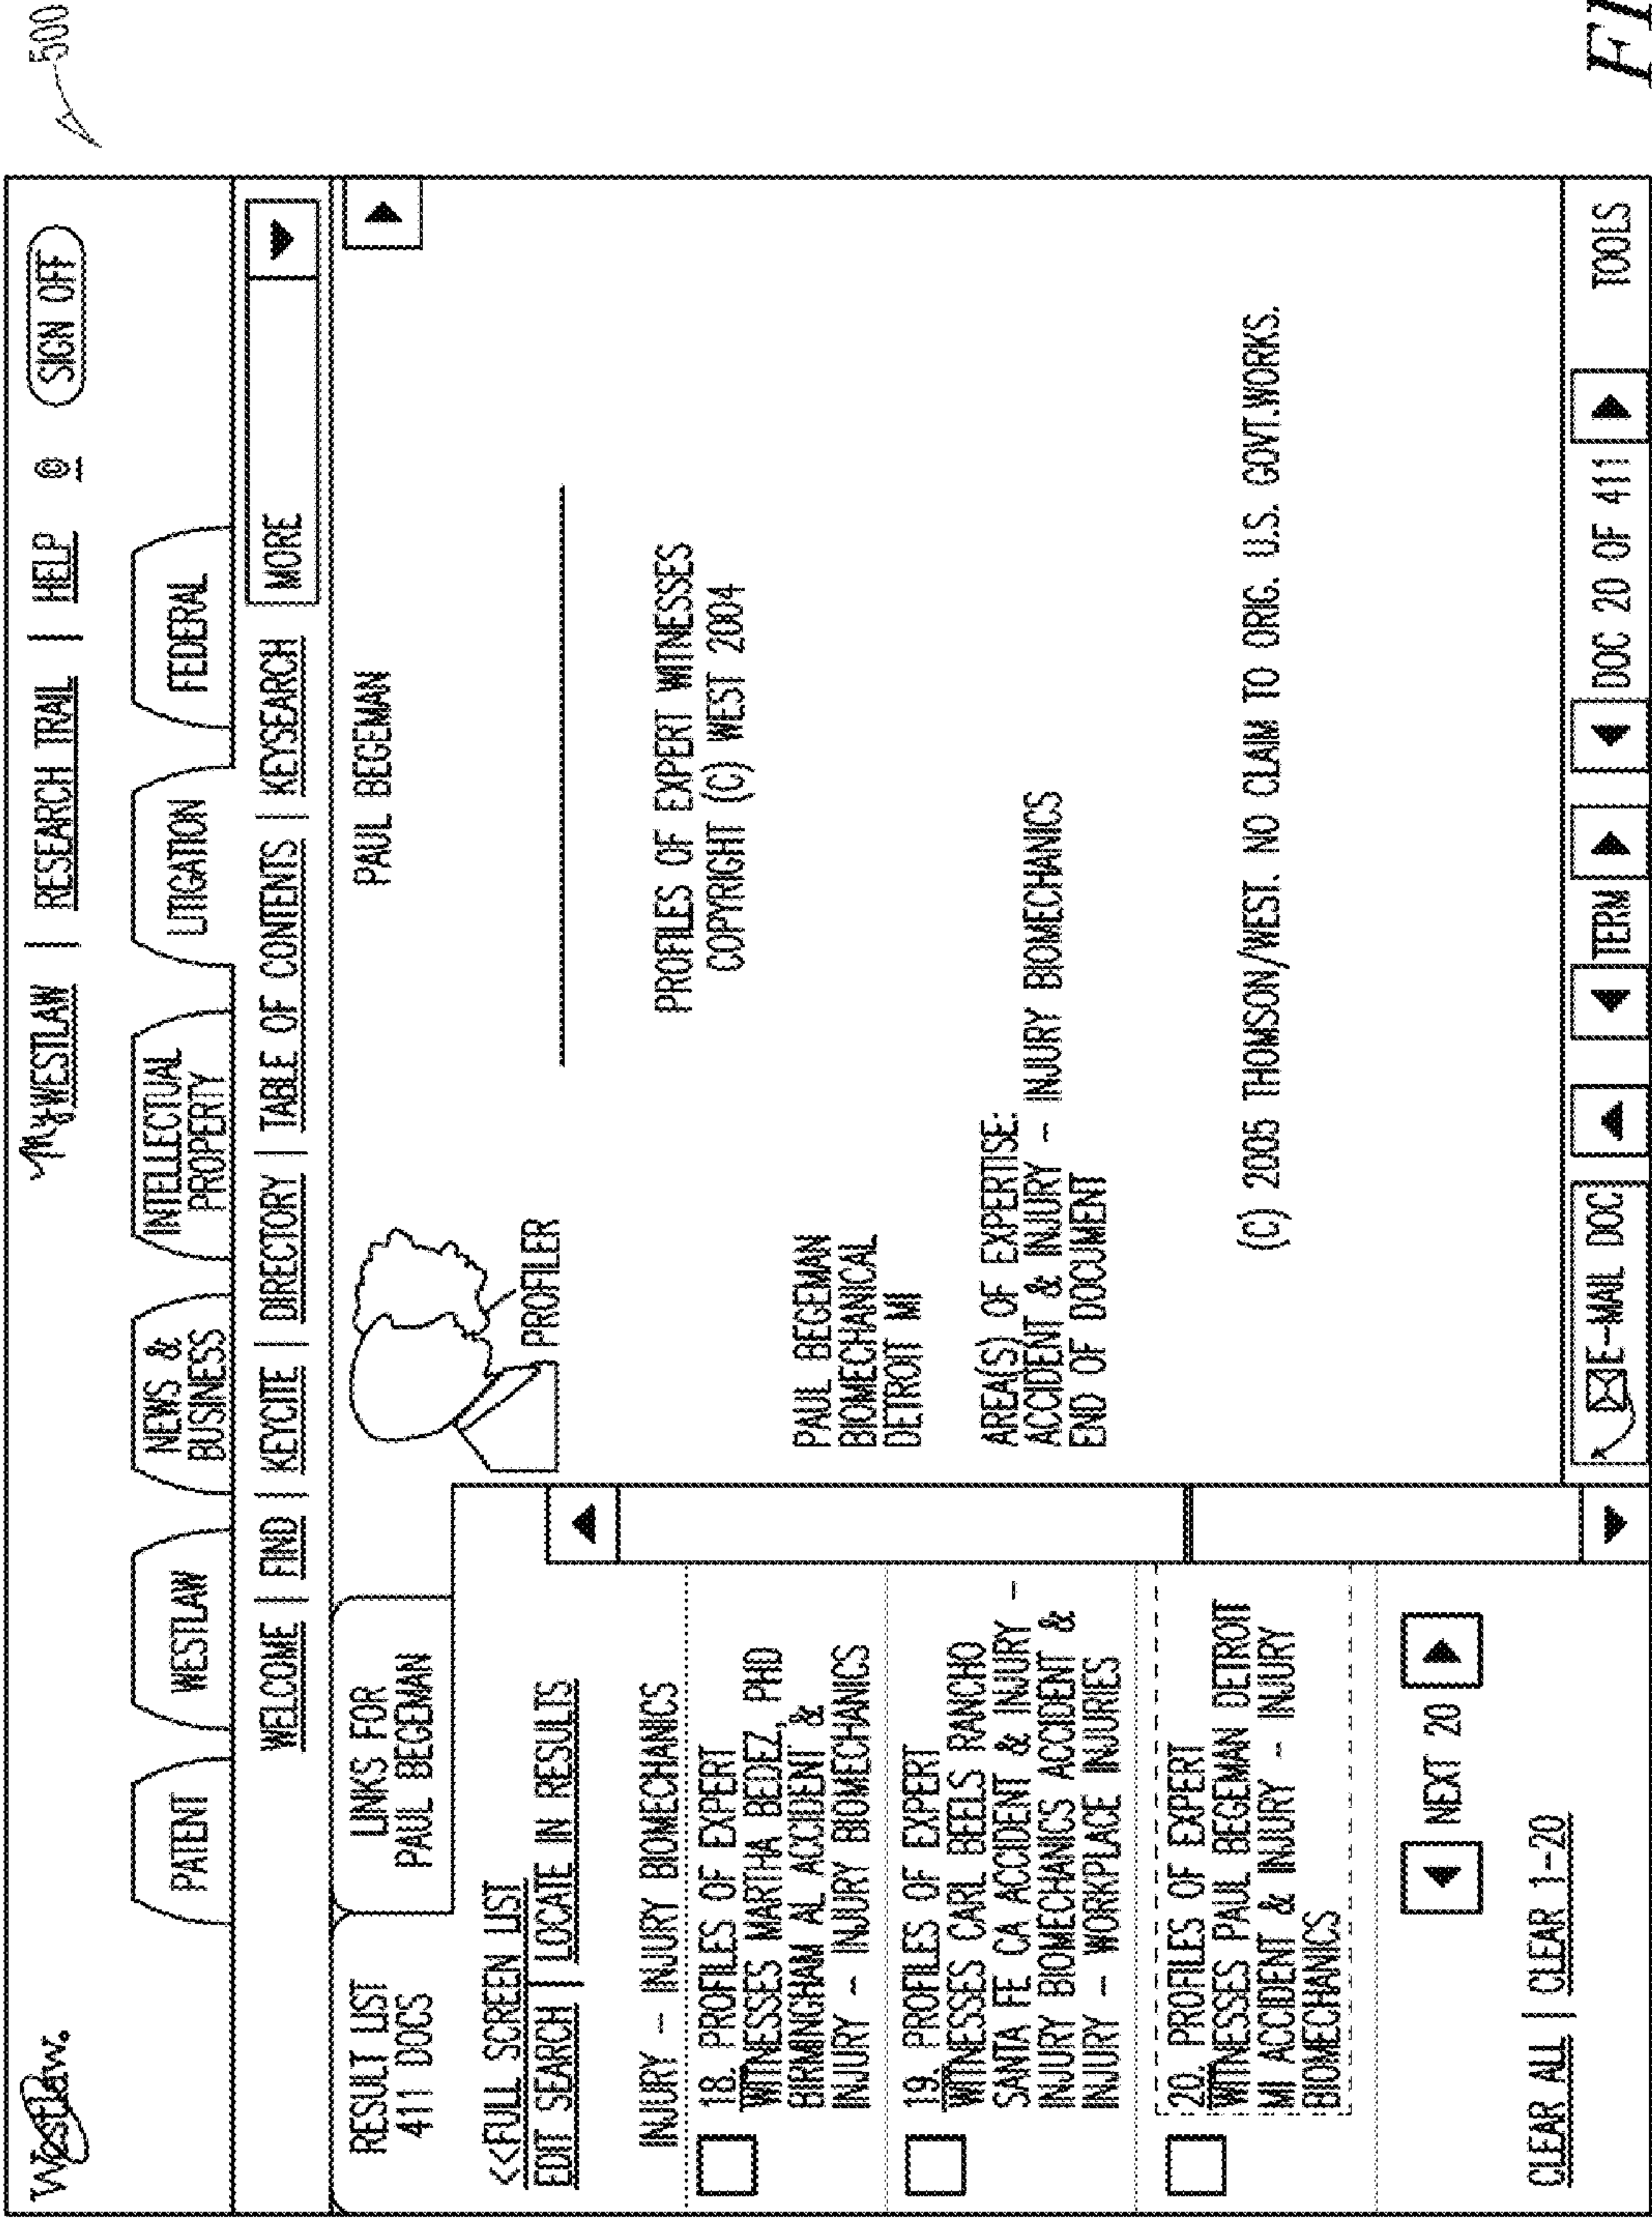 500
Westlaw.
My WESTLAW | RESEARCH TRAIL | HELP © SIGN OFF
PATENT
WESTLAW
NEWS &
BUSINESS
INTELLECTUAL
PROPERTY
LITIGATION
FEDERAL
WELCOME | FIND | KEYCITE | DIRECTORY | TABLE OF CONTENTS | KEYSEARCH MORE
RESULT LIST
411 DOCS
LINKS FOR
PAUL BEGEMAN
<<FULL SCREEN LIST
EDIT SEARCH | LOCATE IN RESULTS
INJURY – INJURY BIOMECHANICS
18. PROFILES OF EXPERT
WITNESSES MARTHA BEDEZ, PHD
BIRMINGHAM AL ACCIDENT &
INJURY – INJURY BIOMECHANICS
19. PROFILES OF EXPERT
WITNESSES CARL BEELS RANCHO
SANTA FE CA ACCIDENT & INJURY –
INJURY BIOMECHANICS ACCIDENT &
INJURY – WORKPLACE INJURIES
20. PROFILES OF EXPERT
WITNESSES PAUL BEGEMAN DETROIT
MI ACCIDENT & INJURY – INJURY
BIOMECHANICS
NEXT 20
CLEAR ALL | CLEAR 1-20
PROFILER
PAUL BEGEMAN
PROFILES OF EXPERT WITNESSES
COPYRIGHT (C) WEST 2004
PAUL BEGEMAN
BIOMECHANICAL
DETROIT MI
AREA(S) OF EXPERTISE:
ACCIDENT & INJURY – INJURY BIOMECHANICS
END OF DOCUMENT
(C) 2005 THOMSON/WEST. NO CLAIM TO ORIG. U.S. GOVT.WORKS.
E-MAIL DOC TERM DOC 20 OF 411 TOOLS